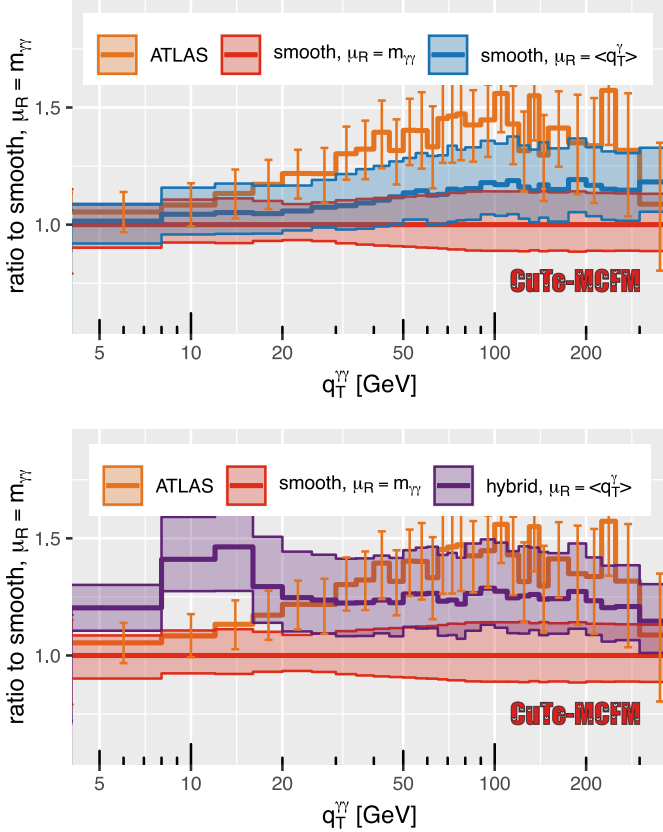 ATLAS smooth, μR = mγγ smooth, μR = <qTγ>
ratio to smooth, μR = mγγ
1.5
1.0
CuTe-MCFM
5 10 20 50 100 200
qTγγ [GeV]
ATLAS smooth, μR = mγγ hybrid, μR = <qTγ>
ratio to smooth, μR = mγγ
1.5
1.0
CuTe-MCFM
5 10 20 50 100 200
qTγγ [GeV]